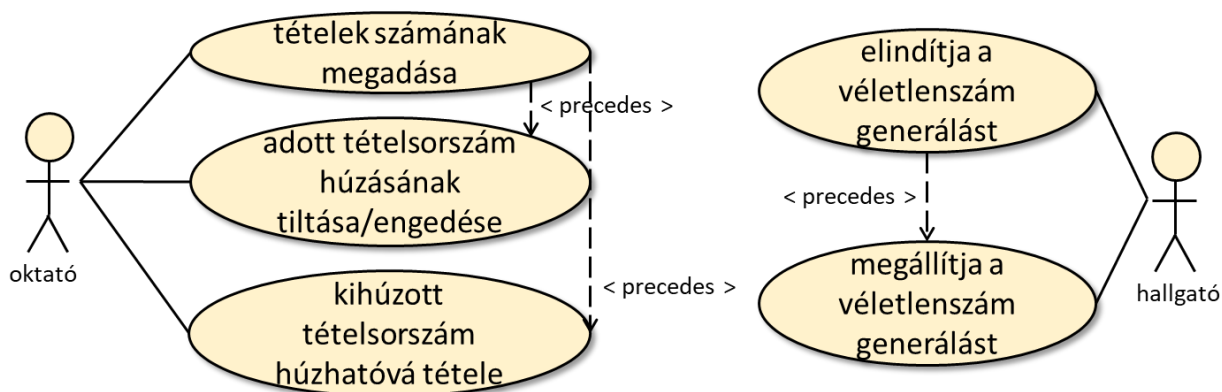 tételek számának
megadása
< precedes >
adott tételsorszám
húzásának
tiltása/engedése
oktató
< precedes >
kihúzott
tételsorszám
húzhatóvá tétele
elindítja a
véletlenszám
generálást
< precedes >
megállítja a
véletlenszám
generálást
hallgató